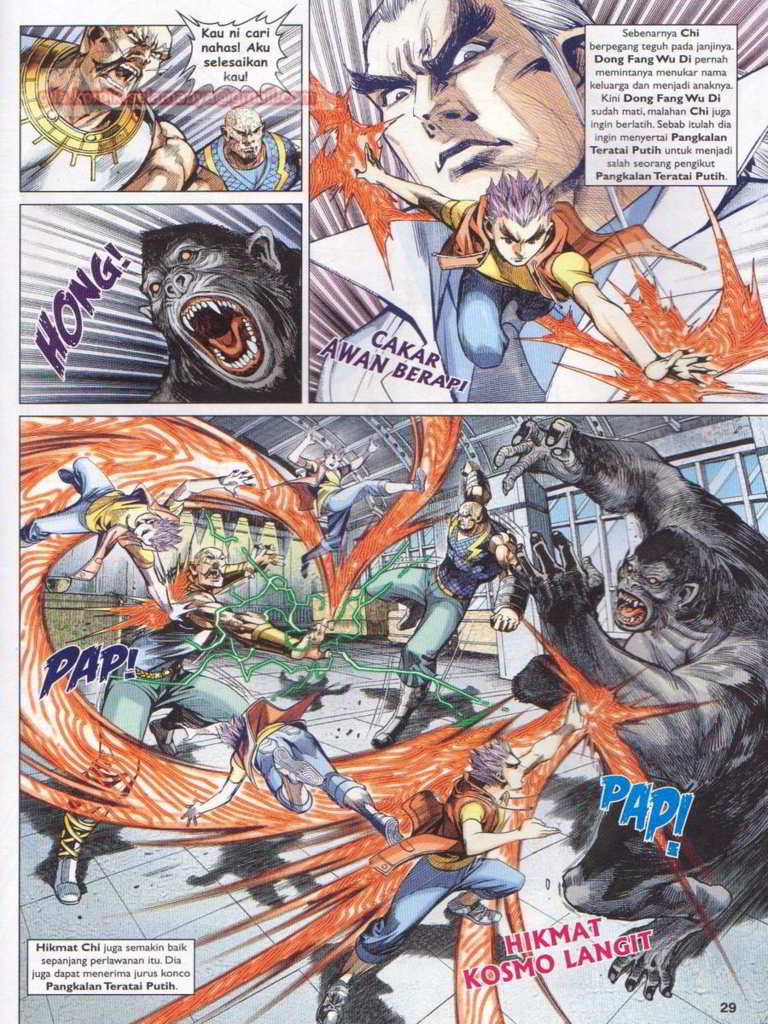 Kau ni cari
nahas! Aku
selesaikan
kau!
Sebenarnya Chi
berpegang teguh pada janjinya.
Dong Fang Wu Di pernah
memintanya menukar nama
keluarga dan menjadi anaknya.
Kini Dong Fang Wu Di
sudah mati, malahan Chi juga
ingin berlatih. Sebab itulah dia
ingin menyertai Pangkalan
Teratai Putih untuk menjadi
salah seorang pengikut
Pangkalan Teratai Putih.
HONG!
CAKAR
AWAN BERAPI
PAP!
PAP!
HIKMAT
KOSMO LANGIT
Hikmat Chi juga semakin baik
sepanjang perlawanan itu. Dia
juga dapat menerima jurus konco
Pangkalan Teratai Putih.
29